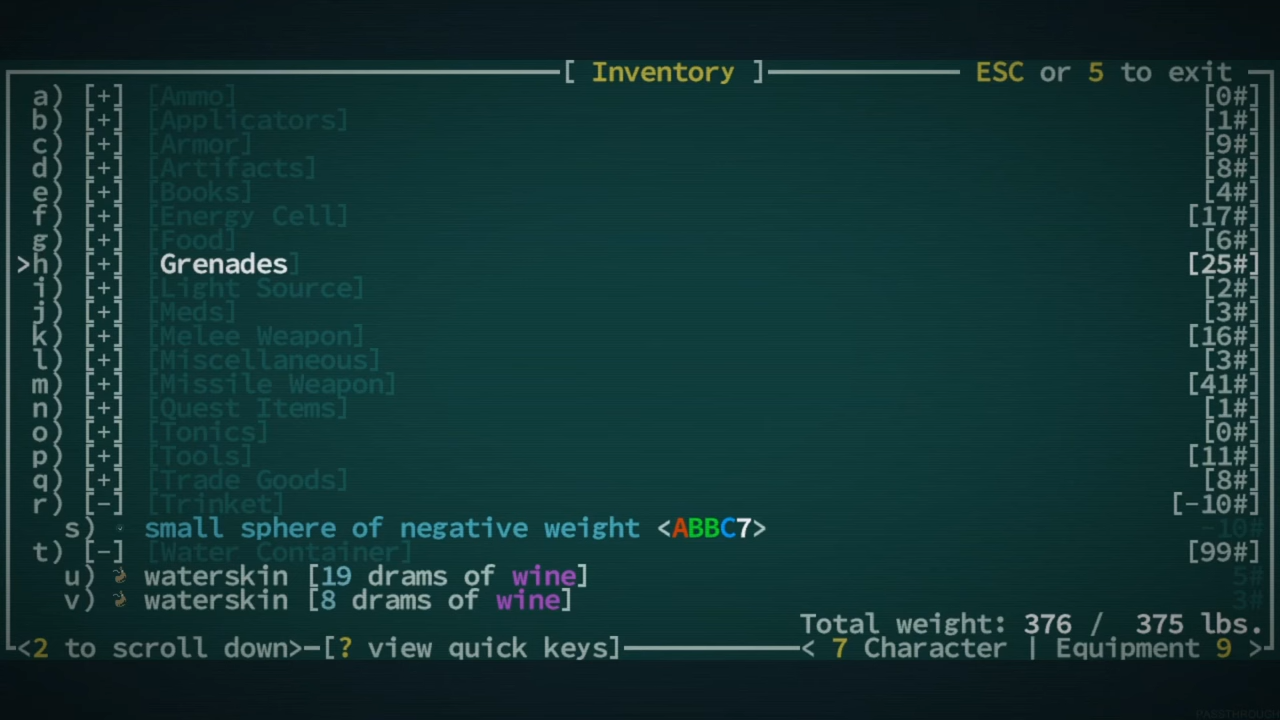 [ Inventory ] ESC or 5 to exit
a) [+] [Ammo] [0#]
b) [+] [Applicators] [1#]
c) [+] [Armor] [9#]
d) [+] [Artifacts] [8#]
e) [+] [Books] [4#]
f) [+] [Energy Cell] [17#]
g) [+] [Food] [6#]
>h) [+] Grenades] [25#]
i) [+] [Light Source] [2#]
j) [+] [Meds] [3#]
k) [+] [Melee Weapon] [16#]
l) [+] [Miscellaneous] [3#]
m) [+] [Missile Weapon] [41#]
n) [+] [Quest Items] [1#]
o) [+] [Tonics] [0#]
p) [+] [Tools] [11#]
q) [+] [Trade Goods] [8#]
r) [-] [Trinket] [-10#]
s) small sphere of negative weight <ABBC7> -10#
t) [-] [Water Container] [99#]
u) waterskin [19 drams of wine] 5#
v) waterskin [8 drams of wine] 3#
Total weight: 376 / 375 lbs.
<2 to scroll down> [? view quick keys] < 7 Character | Equipment 9 >